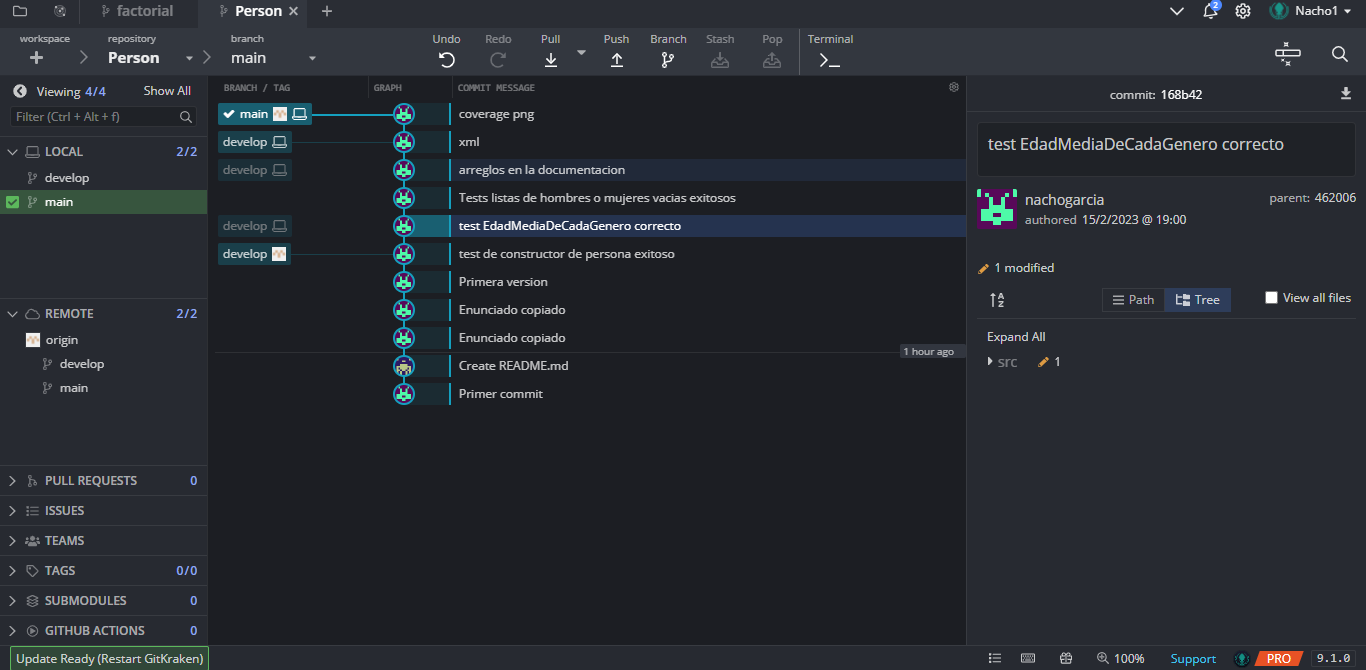 factorial
Person
2
Nacho1
workspace
repository
Person
branch
main
Undo
Redo
Pull
Push
Branch
Stash
Pop
Terminal
Viewing 4/4
Show All
Filter (Ctrl + Alt + f)
LOCAL 2/2
develop
main
REMOTE 2/2
origin
develop
main
PULL REQUESTS 0
ISSUES
TEAMS
TAGS 0/0
SUBMODULES 0
GITHUB ACTIONS 0
Update Ready (Restart GitKraken)
BRANCH / TAG GRAPH COMMIT MESSAGE
main coverage png
develop xml
develop arreglos en la documentacion
Tests listas de hombres o mujeres vacias exitosos
develop test EdadMediaDeCadaGenero correcto
develop test de constructor de persona exitoso
Primera version
Enunciado copiado
Enunciado copiado
1 hour ago
Create README.md
Primer commit
commit: 168b42
test EdadMediaDeCadaGenero correcto
nachogarcia
parent: 462006
authored 15/2/2023 @ 19:00
1 modified
A
Z
Path
Tree
View all files
Expand All
src 1
100%
Support
PRO
9.1.0